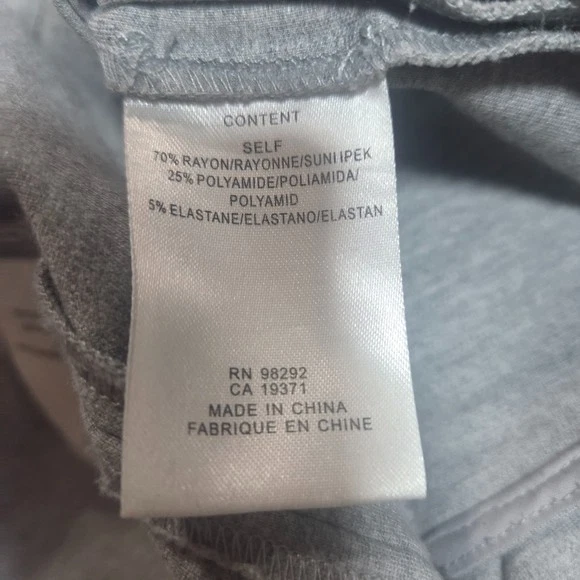 CONTENT
SELF
70% RAYON/RAYONNE/SUNI IPEK
25% POLYAMIDE/POLIAMIDA/
POLYAMID
5% ELASTANE/ELASTANO/ELASTAN
RN 98292
CA 19371
MADE IN CHINA
FABRIQUE EN CHINE